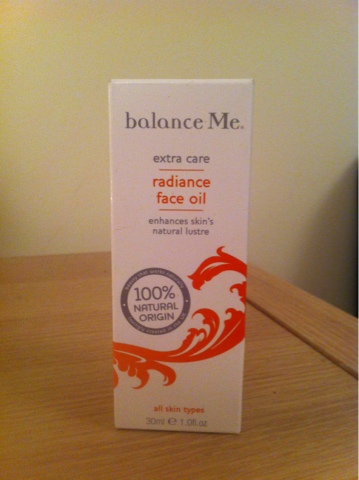 balance Me.
extra care
radiance
face oil
enhances skin's
natural lustre
100%
NATURAL
ORIGIN
all skin types
30ml e 1.0fl.oz